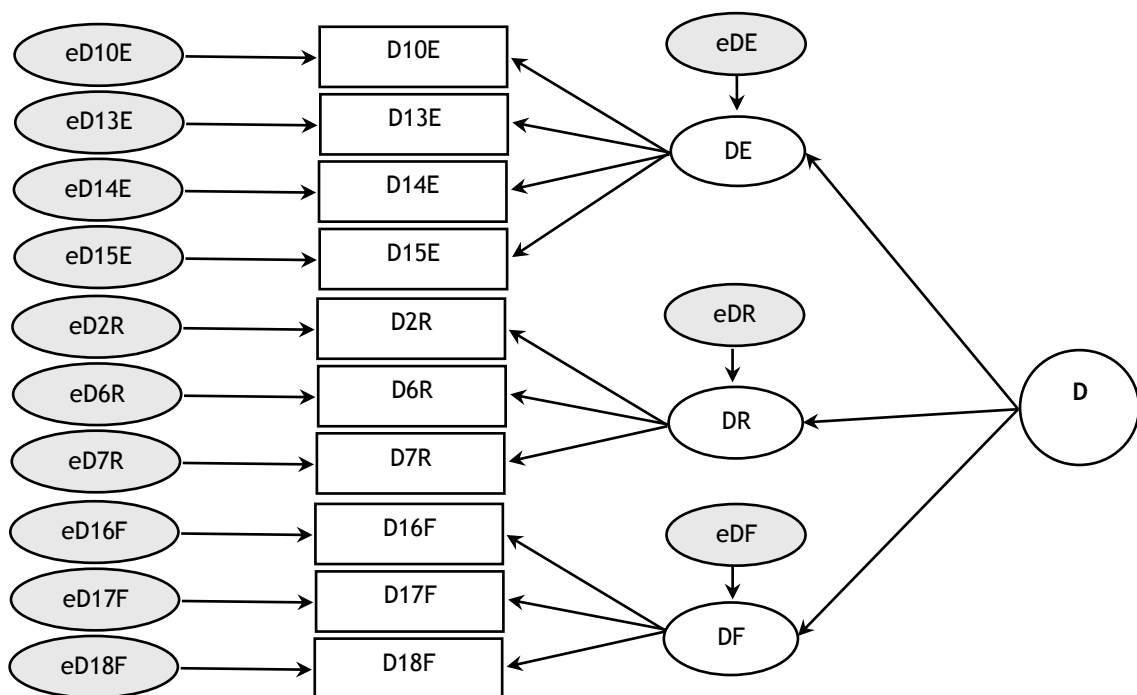 eD10E
D10E
eDE
eD13E
D13E
DE
eD14E
D14E
eD15E
D15E
eD2R
D2R
eDR
eD6R
D6R
D
DR
eD7R
D7R
eD16F
D16F
eDF
eD17F
D17F
DF
eD18F
D18F